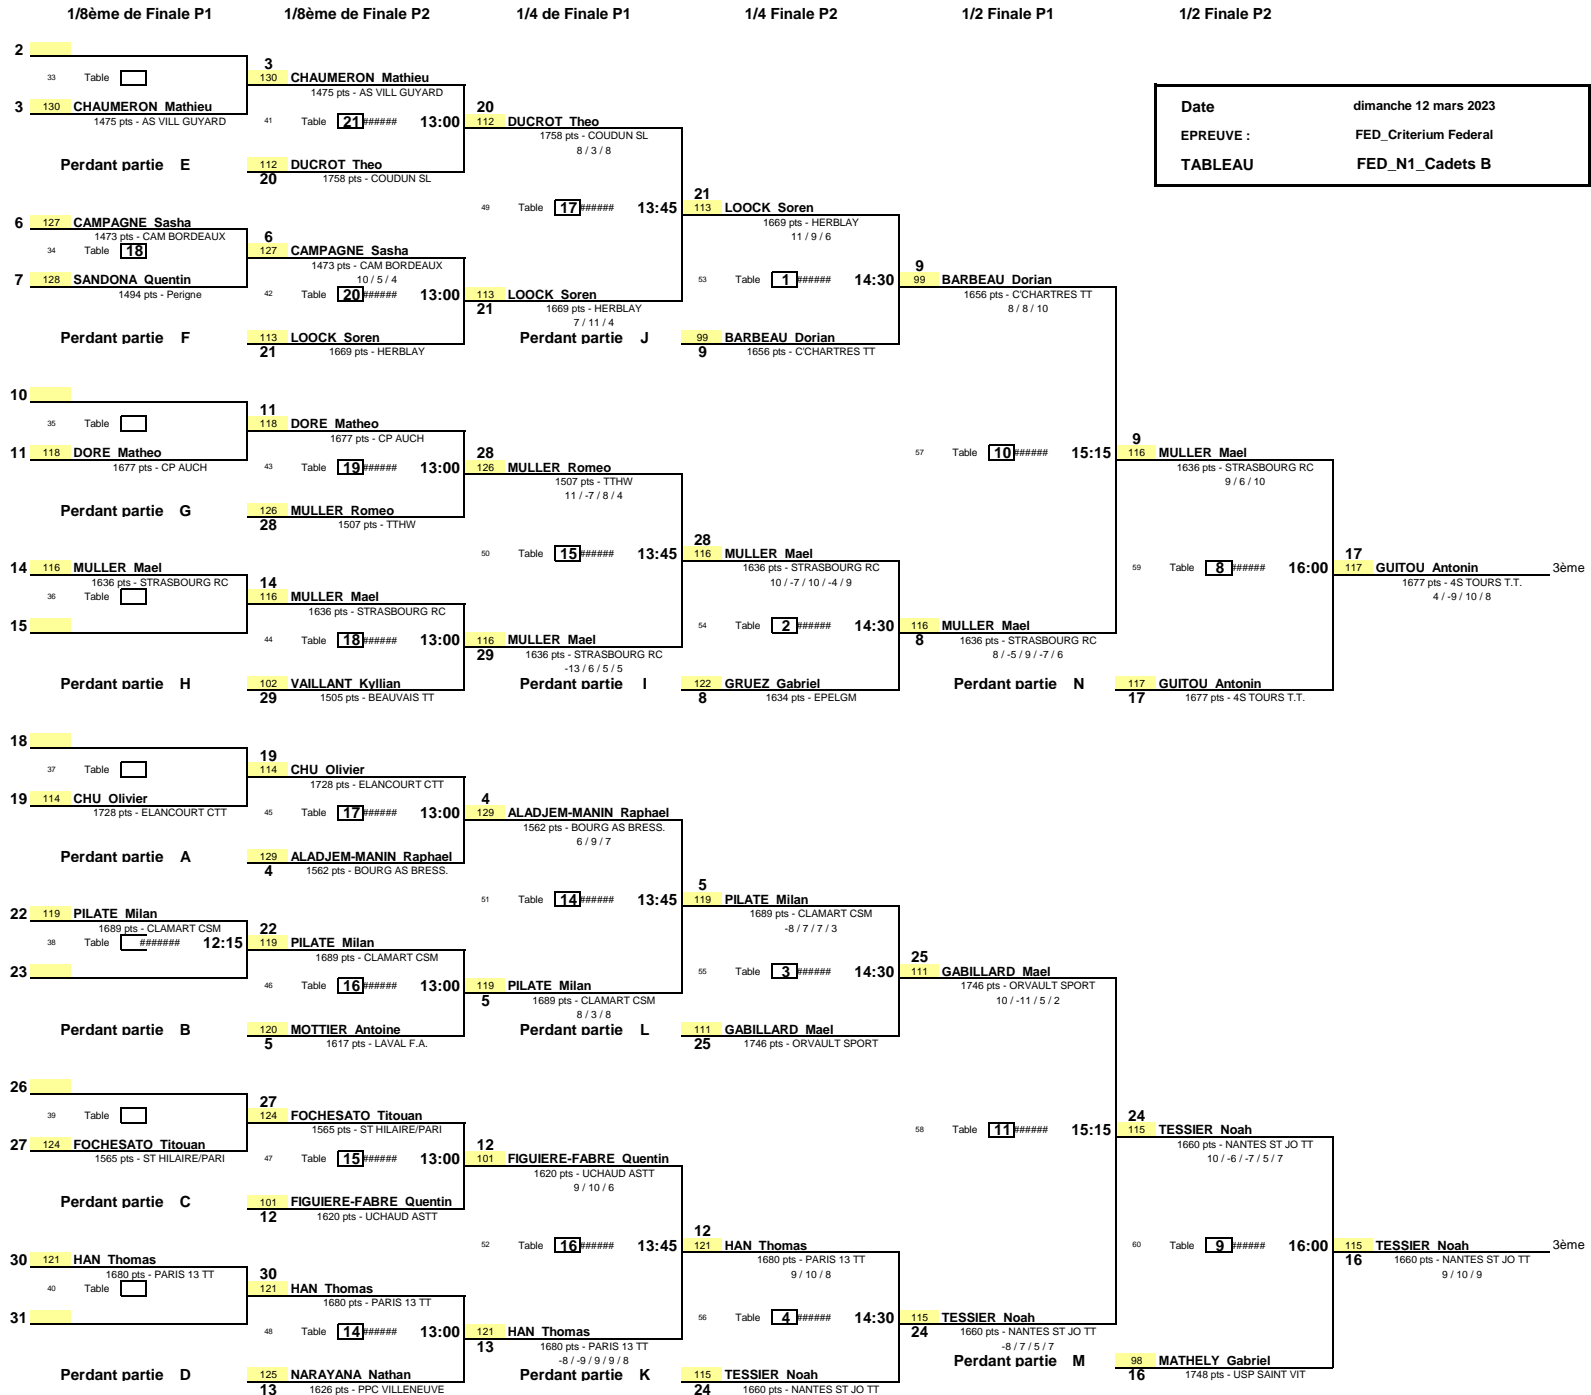 1/8ème de Finale P1 1/8ème de Finale P2 1/4 de Finale P1 1/4 Finale P2 1/2 Finale P1 1/2 Finale P2
2
3
33 Table 130 CHAUMERON Mathieu
1475 pts - AS VILL GUYARD
Date dimanche 12 mars 2023
3 130 CHAUMERON Mathieu 20
1475 pts - AS VILL GUYARD 41 Table 21 ###### 13:00 112 DUCROT Theo
1758 pts - COUDUN SL
EPREUVE : FED_Criterium Federal
8 / 3 / 8
Perdant partie E 112 DUCROT Theo
TABLEAU FED_N1_Cadets B
20 1758 pts - COUDUN SL
21
49 Table 17 ###### 13:45 113 LOOCK Soren
6 127 CAMPAGNE Sasha 1669 pts - HERBLAY
1473 pts - CAM BORDEAUX 6 11 / 9 / 6
34 Table 18 127 CAMPAGNE Sasha
1473 pts - CAM BORDEAUX 9
7 128 SANDONA Quentin 10 / 5 / 4 53 Table 1 ###### 14:30 99 BARBEAU Dorian
1494 pts - Perigne 42 Table 20 ###### 13:00 113 LOOCK Soren 1656 pts - C'CHARTRES TT
21 1669 pts - HERBLAY 8 / 8 / 10
7 / 11 / 4
Perdant partie F 113 LOOCK Soren Perdant partie J 99 BARBEAU Dorian
21 1669 pts - HERBLAY 9 1656 pts - C'CHARTRES TT
10
11
35 Table 118 DORE Matheo
1677 pts - CP AUCH 9
11 118 DORE Matheo 28 57 Table 10 ###### 15:15 116 MULLER Mael
1677 pts - CP AUCH 43 Table 19 ###### 13:00 126 MULLER Romeo 1636 pts - STRASBOURG RC
1507 pts - TTHW 9 / 6 / 10
11 / -7 / 8 / 4
Perdant partie G 126 MULLER Romeo
28 1507 pts - TTHW
28 17
50 Table 15 ###### 13:45 116 MULLER Mael 59 Table 8 ###### 16:00 117 GUITOU Antonin 3ème
14 116 MULLER Mael 1636 pts - STRASBOURG RC 1677 pts - 4S TOURS T.T.
1636 pts - STRASBOURG RC 14 10 / -7 / 10 / -4 / 9 4 / -9 / 10 / 8
36 Table 116 MULLER Mael
1636 pts - STRASBOURG RC
15 54 Table 2 ###### 14:30 116 MULLER Mael
44 Table 18 ###### 13:00 116 MULLER Mael 8 1636 pts - STRASBOURG RC
29 1636 pts - STRASBOURG RC 8 / -5 / 9 / -7 / 6
-13 / 6 / 5 / 5
Perdant partie H 102 VAILLANT Kyllian Perdant partie I 122 GRUEZ Gabriel Perdant partie N 117 GUITOU Antonin
29 1505 pts - BEAUVAIS TT 8 1634 pts - EPELGM 17 1677 pts - 4S TOURS T.T.
18
19
37 Table 114 CHU Olivier
1728 pts - ELANCOURT CTT
19 114 CHU Olivier 4
1728 pts - ELANCOURT CTT 45 Table 17 ###### 13:00 129 ALADJEM-MANIN Raphael
1562 pts - BOURG AS BRESS.
6 / 9 / 7
Perdant partie A 129 ALADJEM-MANIN Raphael
4 1562 pts - BOURG AS BRESS.
5
51 Table 14 ###### 13:45 119 PILATE Milan
22 119 PILATE Milan 1689 pts - CLAMART CSM
1689 pts - CLAMART CSM 22 -8 / 7 / 7 / 3
38 Table ####### 12:15 119 PILATE Milan
1689 pts - CLAMART CSM 25
23 55 Table 3 ###### 14:30 111 GABILLARD Mael
46 Table 16 ###### 13:00 119 PILATE Milan 1746 pts - ORVAULT SPORT
5 1689 pts - CLAMART CSM 10 / -11 / 5 / 2
8 / 3 / 8
Perdant partie B 120 MOTTIER Antoine Perdant partie L 111 GABILLARD Mael
5 1617 pts - LAVAL F.A. 25 1746 pts - ORVAULT SPORT
26
27 24
39 Table 124 FOCHESATO Titouan 58 Table 11 ###### 15:15 115 TESSIER Noah
1565 pts - ST HILAIRE/PARI 1660 pts - NANTES ST JO TT
27 124 FOCHESATO Titouan 12 10 / -6 / -7 / 5 / 7
1565 pts - ST HILAIRE/PARI 47 Table 15 ###### 13:00 101 FIGUIERE-FABRE Quentin
1620 pts - UCHAUD ASTT
9 / 10 / 6
Perdant partie C 101 FIGUIERE-FABRE Quentin
12 1620 pts - UCHAUD ASTT
12
52 Table 16 ###### 13:45 121 HAN Thomas 60 Table 9 ###### 16:00 115 TESSIER Noah 3ème
30 121 HAN Thomas 1680 pts - PARIS 13 TT 16 1660 pts - NANTES ST JO TT
1680 pts - PARIS 13 TT 30 9 / 10 / 8 9 / 10 / 9
40 Table 121 HAN Thomas
1680 pts - PARIS 13 TT
31 56 Table 4 ###### 14:30 115 TESSIER Noah
48 Table 14 ###### 13:00 121 HAN Thomas 24 1660 pts - NANTES ST JO TT
13 1680 pts - PARIS 13 TT -8 / 7 / 5 / 7
-8 / -9 / 9 / 9 / 8 Perdant partie M 98 MATHELY Gabriel
Perdant partie D 125 NARAYANA Nathan Perdant partie K 115 TESSIER Noah 16 1748 pts - USP SAINT VIT
13 1626 pts - PPC VILLENEUVE 24 1660 pts - NANTES ST JO TT